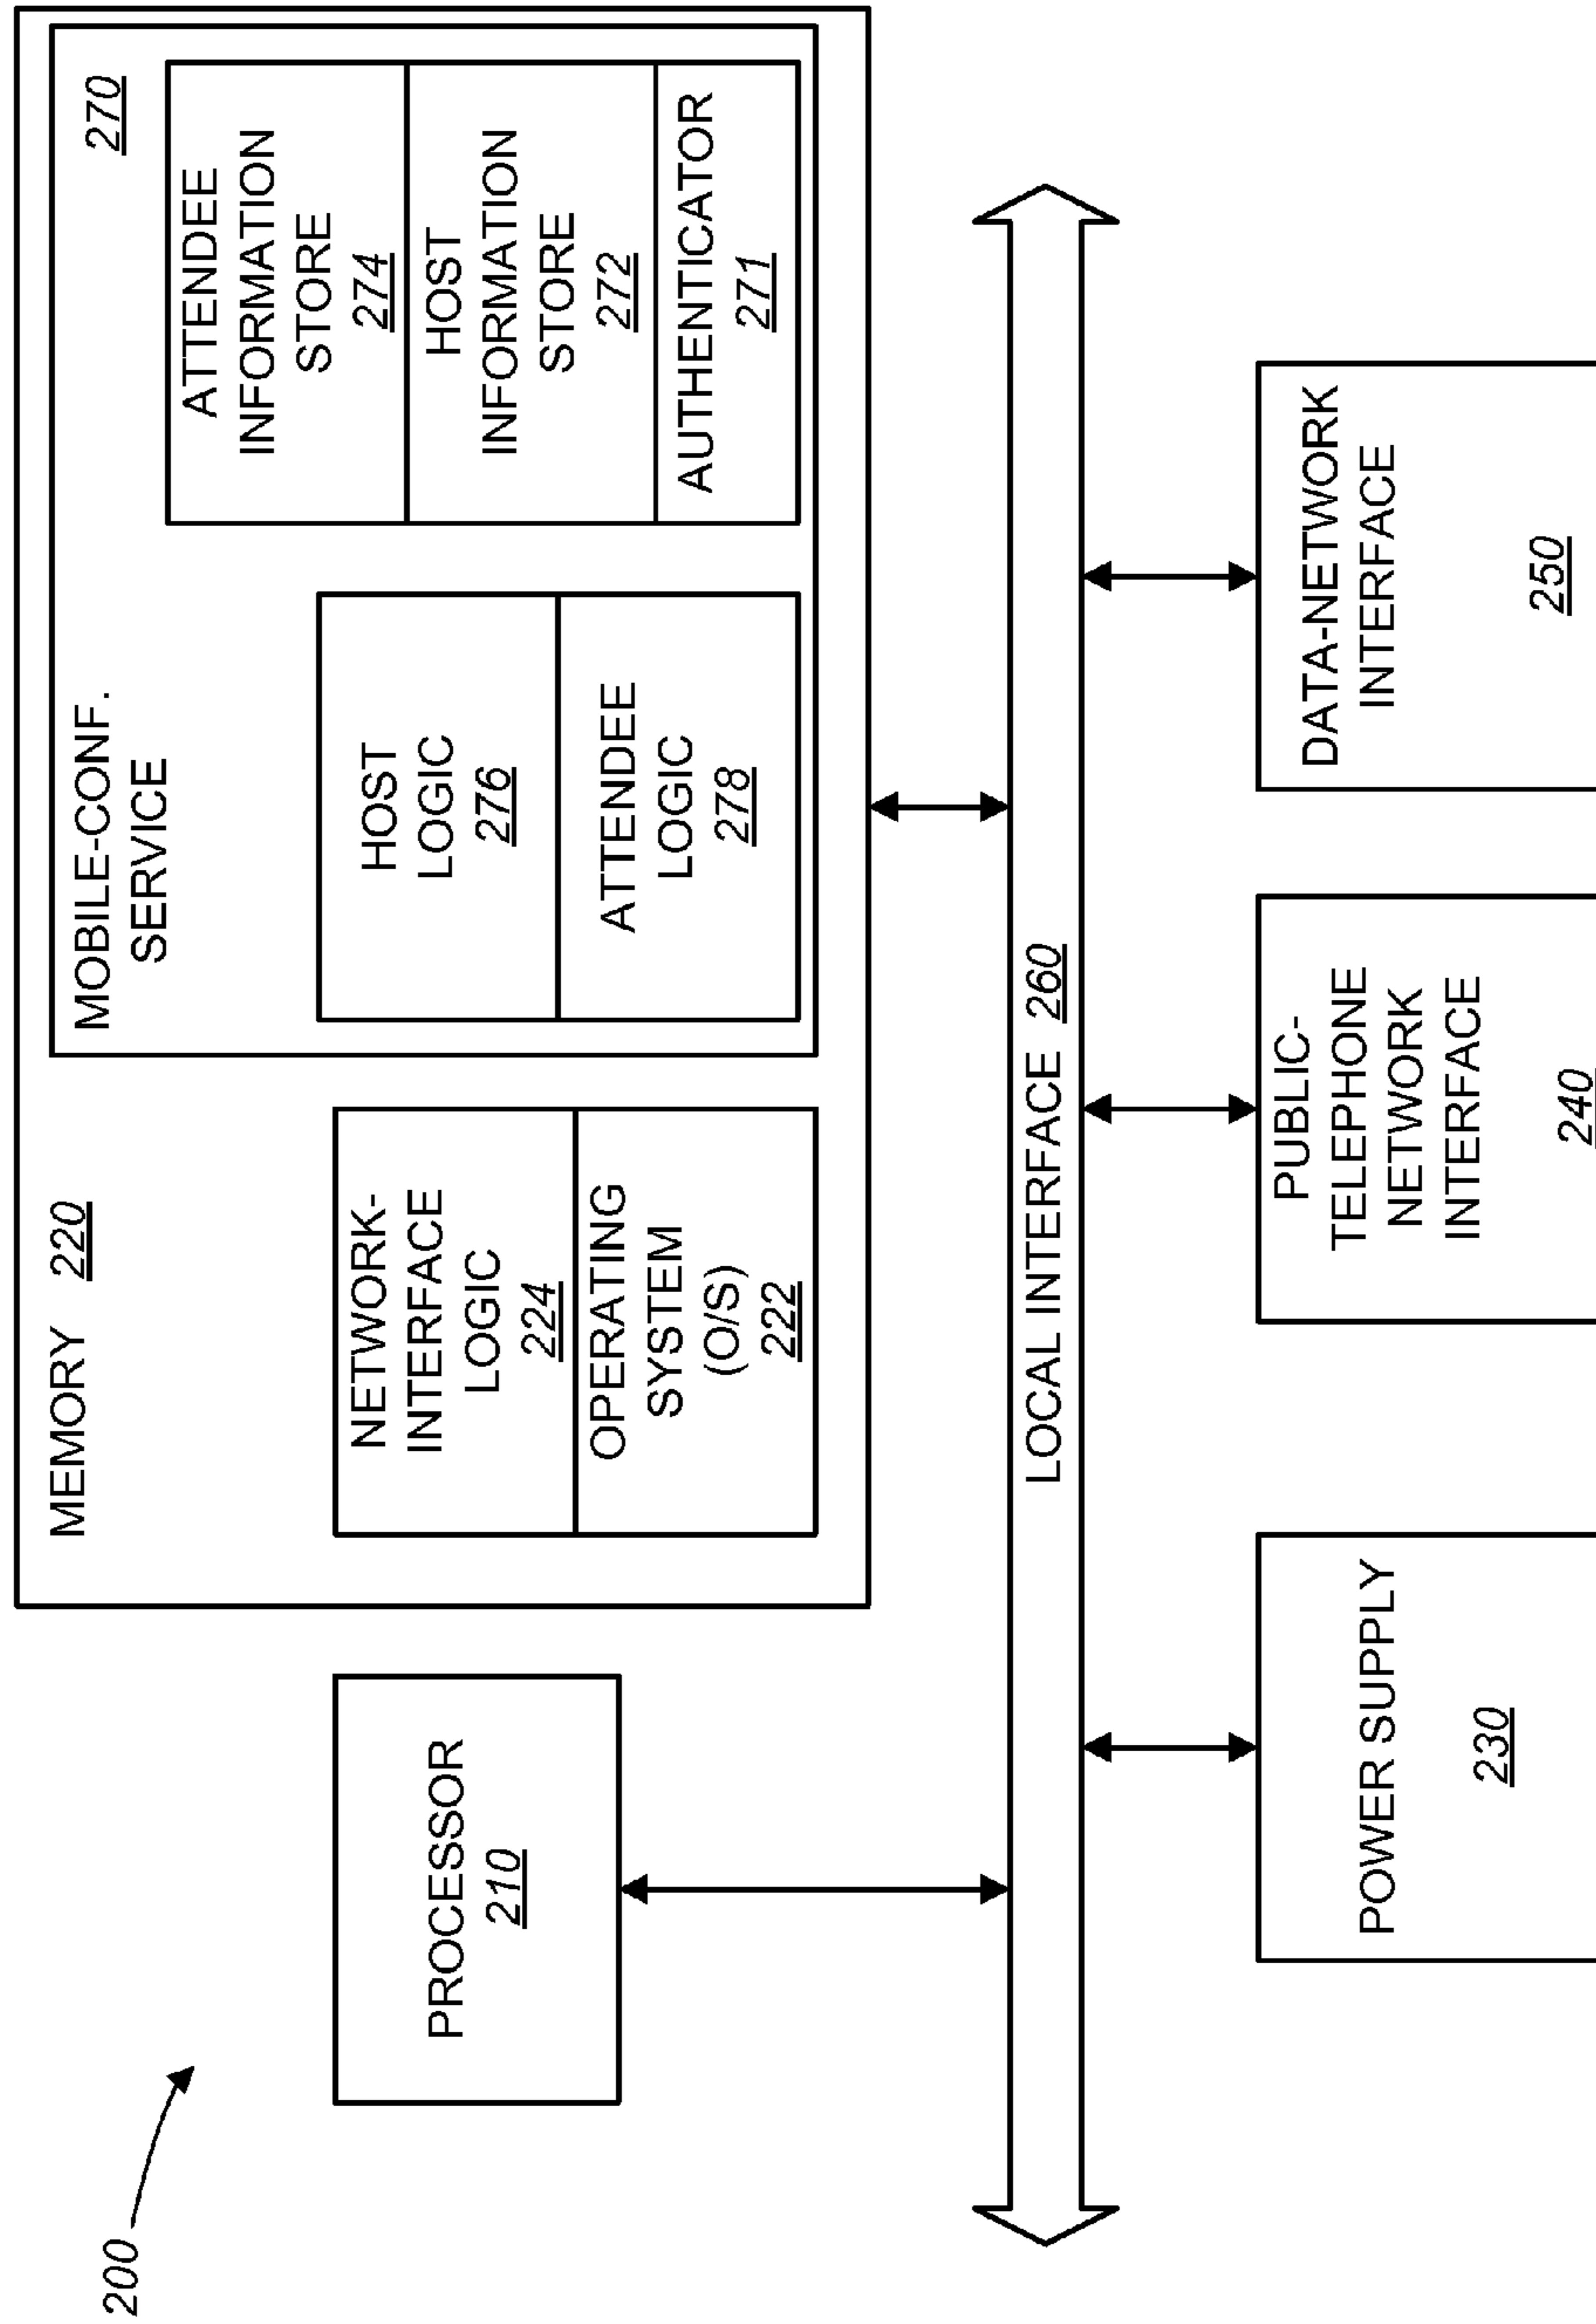 200
MEMORY 220
MOBILE-CONF.
SERVICE
270
PROCESSOR
210
NETWORK-
INTERFACE
LOGIC
224
OPERATING
SYSTEM
(O/S)
222
HOST
LOGIC
276
ATTENDEE
LOGIC
278
ATTENDEE
INFORMATION
STORE
274
HOST
INFORMATION
STORE
272
AUTHENTICATOR
271
LOCAL INTERFACE 260
POWER SUPPLY
230
PUBLIC-
TELEPHONE
NETWORK
INTERFACE
240
DATA-NETWORK
INTERFACE
250